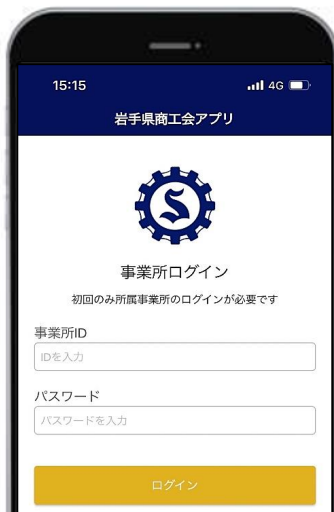 15:15
4G
岩手県商工会アプリ
S
事業所ログイン
初回のみ所属事業所のログインが必要です
事業所ID
IDを入力
パスワード
パスワードを入力
ログイン